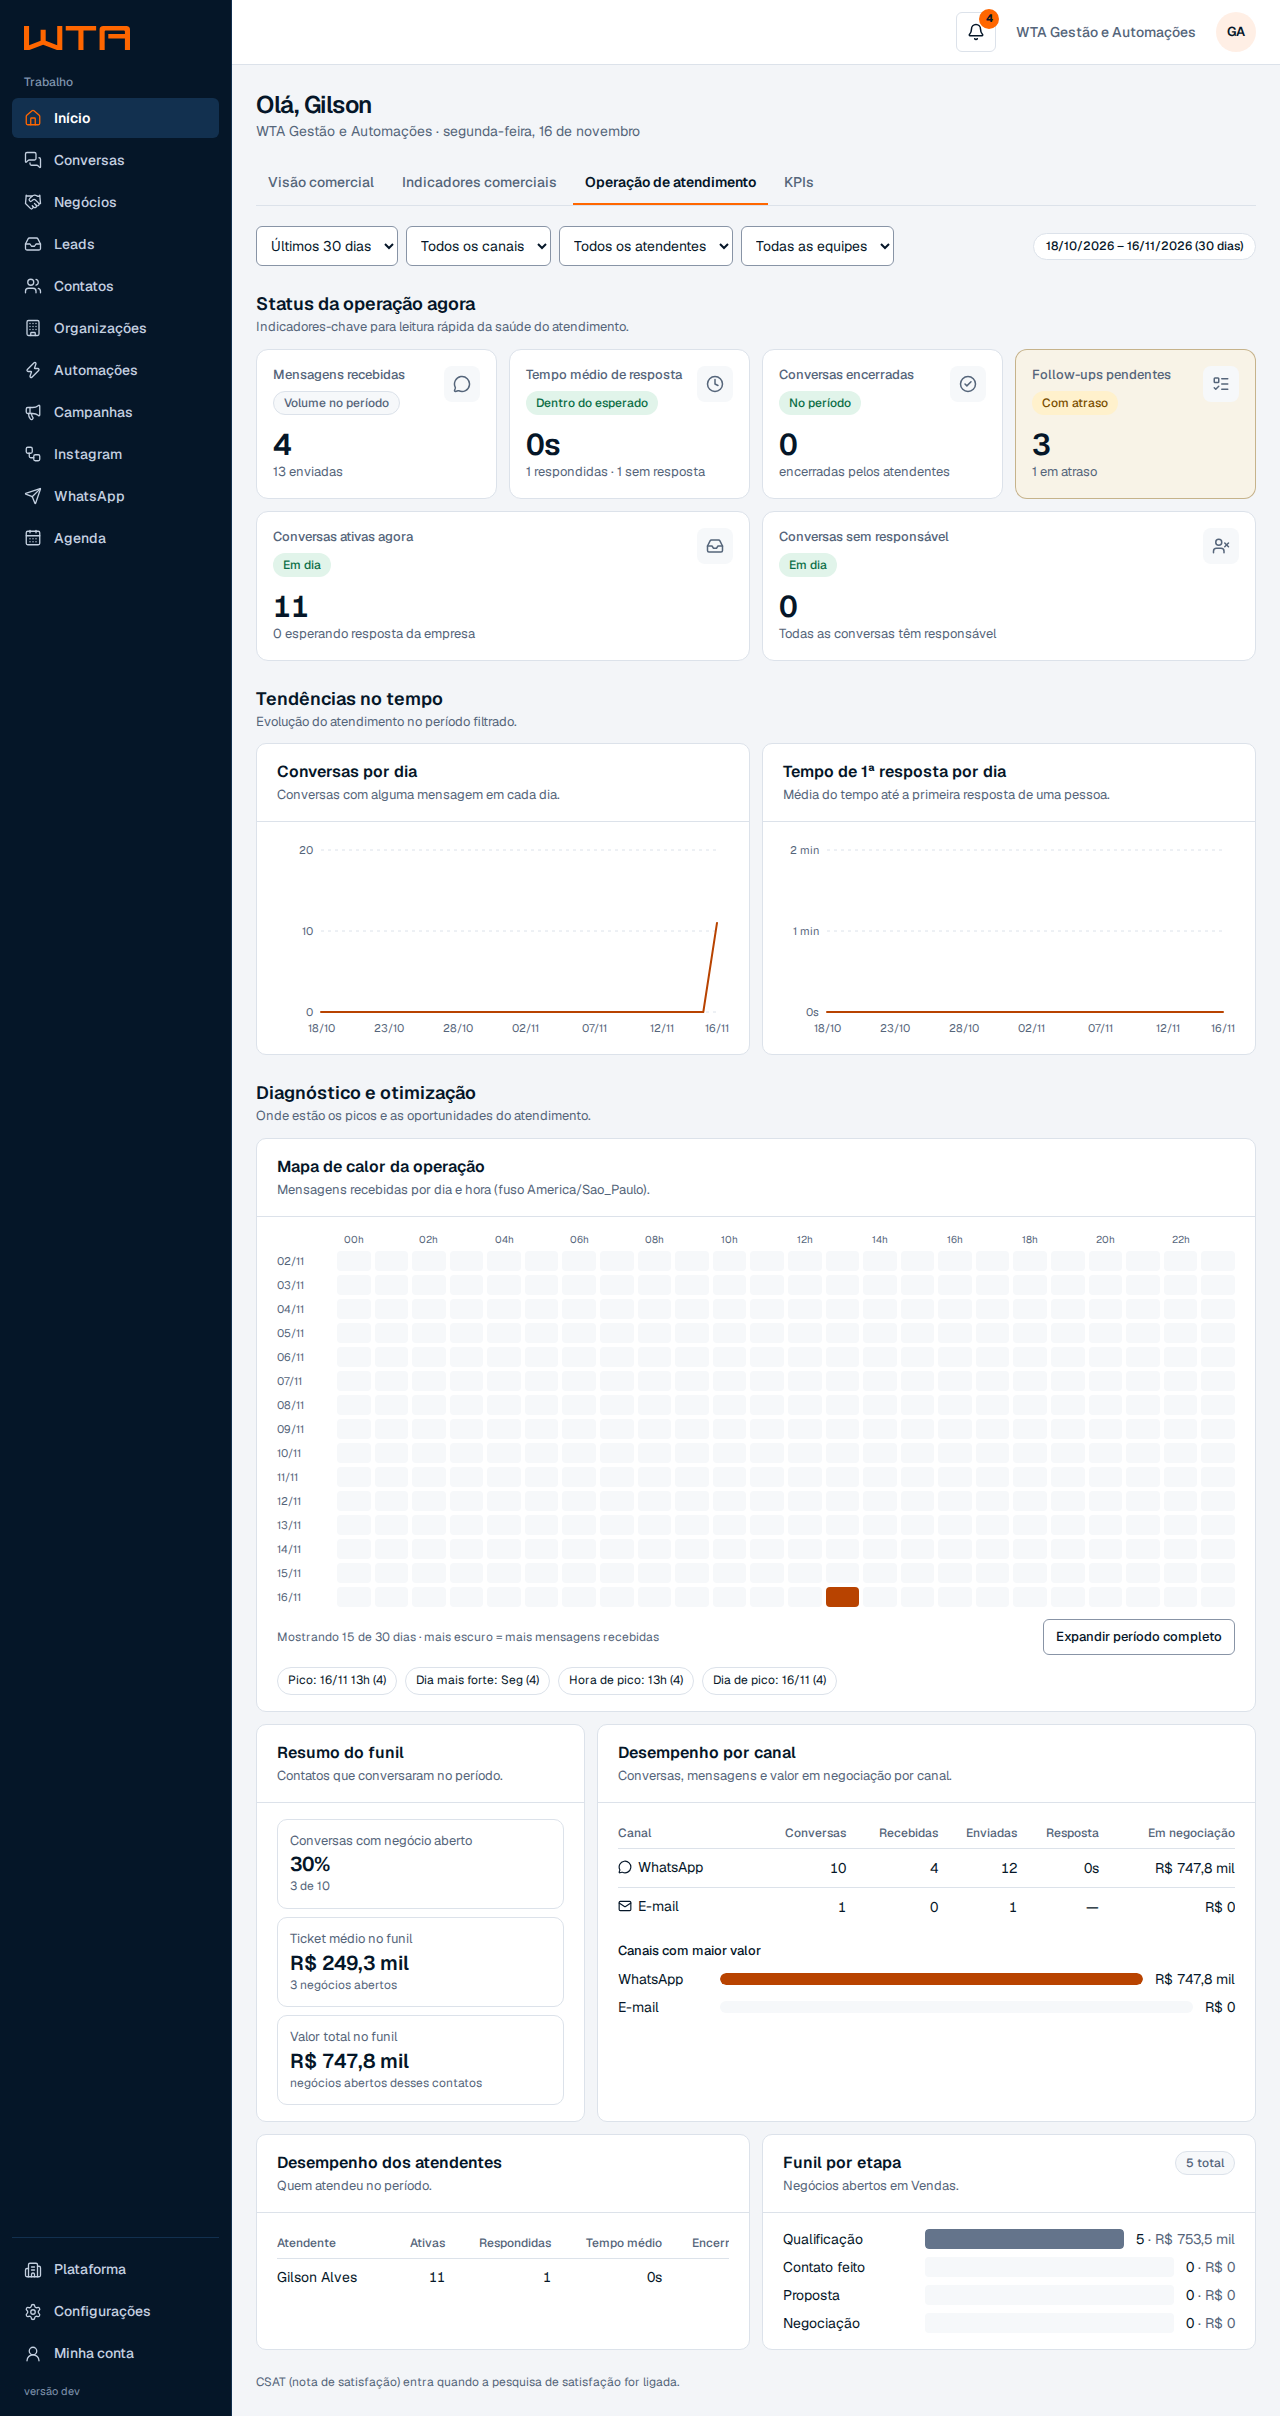 WTA
4
WTA Gestão e Automações
GA
Trabalho
Início
Conversas
Negócios
Leads
Contatos
Organizações
Automações
Campanhas
Instagram
WhatsApp
Agenda
Plataforma
Configurações
Minha conta
versão dev
Olá, Gilson
WTA Gestão e Automações · segunda-feira, 16 de novembro
Visão comercial
Indicadores comerciais
Operação de atendimento
KPIs
Últimos 30 dias
Todos os canais
Todos os atendentes
Todas as equipes
18/10/2026 – 16/11/2026 (30 dias)
Status da operação agora
Indicadores-chave para leitura rápida da saúde do atendimento.
Mensagens recebidas
Volume no período
4
13 enviadas
Tempo médio de resposta
Dentro do esperado
0s
1 respondidas · 1 sem resposta
Conversas encerradas
No período
0
encerradas pelos atendentes
Follow-ups pendentes
Com atraso
3
1 em atraso
Conversas ativas agora
Em dia
11
0 esperando resposta da empresa
Conversas sem responsável
Em dia
0
Todas as conversas têm responsável
Tendências no tempo
Evolução do atendimento no período filtrado.
Conversas por dia
Conversas com alguma mensagem em cada dia.
20
10
0
18/10 23/10 28/10 02/11 07/11 12/11 16/11
Tempo de 1ª resposta por dia
Média do tempo até a primeira resposta de uma pessoa.
2 min
1 min
0s
18/10 23/10 28/10 02/11 07/11 12/11 16/11
Diagnóstico e otimização
Onde estão os picos e as oportunidades do atendimento.
Mapa de calor da operação
Mensagens recebidas por dia e hora (fuso America/Sao_Paulo).
00h 02h 04h 06h 08h 10h 12h 14h 16h 18h 20h 22h
02/11
03/11
04/11
05/11
06/11
07/11
08/11
09/11
10/11
11/11
12/11
13/11
14/11
15/11
16/11
Mostrando 15 de 30 dias · mais escuro = mais mensagens recebidas
Expandir período completo
Pico: 16/11 13h (4)
Dia mais forte: Seg (4)
Hora de pico: 13h (4)
Dia de pico: 16/11 (4)
Resumo do funil
Contatos que conversaram no período.
Conversas com negócio aberto
30%
3 de 10
Ticket médio no funil
R$ 249,3 mil
3 negócios abertos
Valor total no funil
R$ 747,8 mil
negócios abertos desses contatos
Desempenho por canal
Conversas, mensagens e valor em negociação por canal.
Canal Conversas Recebidas Enviadas Resposta Em negociação
WhatsApp 10 4 12 0s R$ 747,8 mil
E-mail 1 0 1 — R$ 0
Canais com maior valor
WhatsApp R$ 747,8 mil
E-mail R$ 0
Desempenho dos atendentes
Quem atendeu no período.
Atendente Ativas Respondidas Tempo médio Encerr
Gilson Alves 11 1 0s
Funil por etapa
5 total
Negócios abertos em Vendas.
Qualificação 5 · R$ 753,5 mil
Contato feito 0 · R$ 0
Proposta 0 · R$ 0
Negociação 0 · R$ 0
CSAT (nota de satisfação) entra quando a pesquisa de satisfação for ligada.